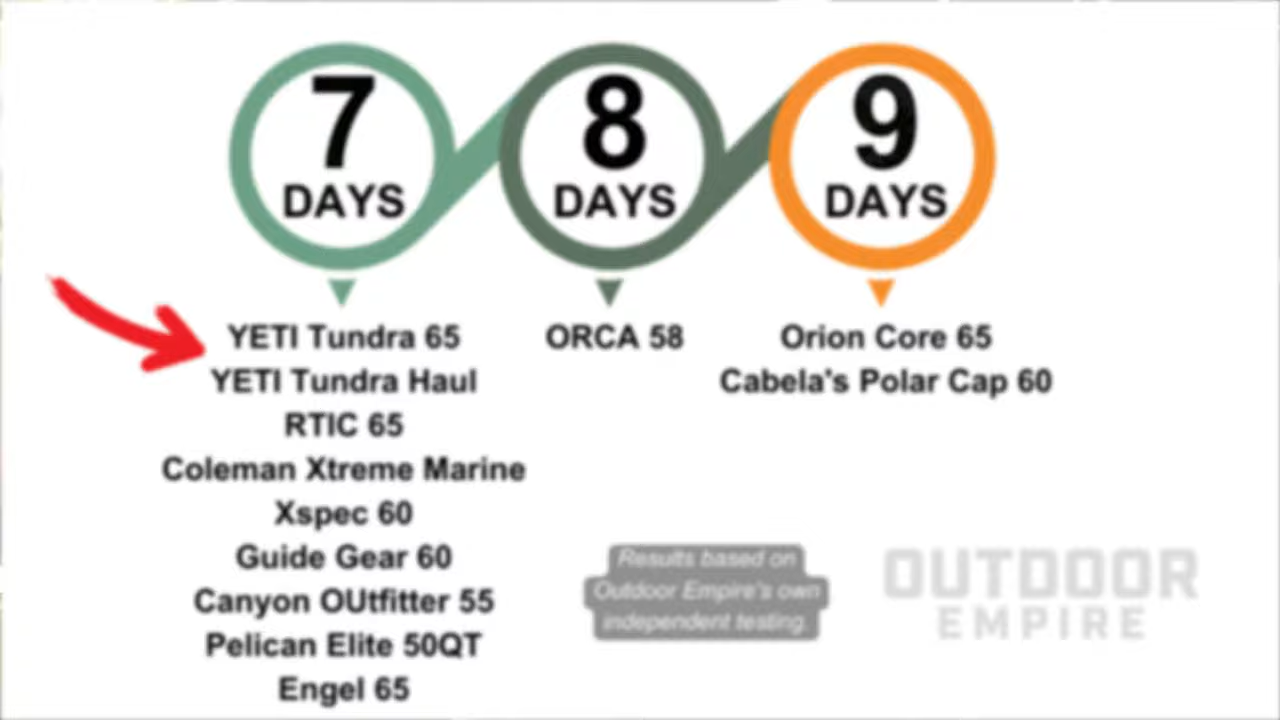 7
DAYS
8
DAYS
9
DAYS
YETI Tundra 65
YETI Tundra Haul
RTIC 65
Coleman Xtreme Marine
Xspec 60
Guide Gear 60
Canyon OUtfitter 55
Pelican Elite 50QT
Engel 65
ORCA 58
Orion Core 65
Cabela's Polar Cap 60
Results based on
Outdoor Empire's own
independent testing.
OUTDOOR
EMPIRE